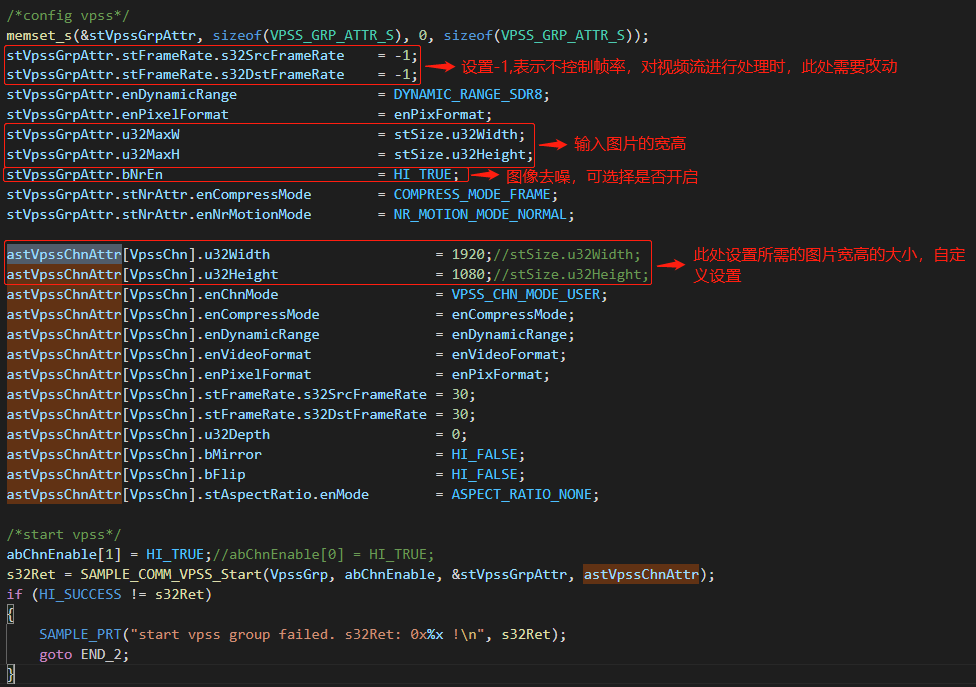 /*config vpss*/
memset_s(&stVpssGrpAttr, sizeof(VPSS_GRP_ATTR_S), 0, sizeof(VPSS_GRP_ATTR_S));
stVpssGrpAttr.stFrameRate.s32SrcFrameRate = -1;
stVpssGrpAttr.stFrameRate.s32DstFrameRate = -1;
设置-1,表示不控制帧率，对视频流进行处理时，此处需要改动
stVpssGrpAttr.enDynamicRange = DYNAMIC_RANGE_SDR8;
stVpssGrpAttr.enPixelFormat = enPixFormat;
stVpssGrpAttr.u32MaxW = stSize.u32Width;
stVpssGrpAttr.u32MaxH = stSize.u32Height;
输入图片的宽高
stVpssGrpAttr.bNrEn = HI_TRUE; 图像去噪，可选择是否开启
stVpssGrpAttr.stNrAttr.enCompressMode = COMPRESS_MODE_FRAME;
stVpssGrpAttr.stNrAttr.enNrMotionMode = NR_MOTION_MODE_NORMAL;
astVpssChnAttr[VpssChn].u32Width = 1920;//stSize.u32Width;
astVpssChnAttr[VpssChn].u32Height = 1080;//stSize.u32Height;
此处设置所需的图片宽高的大小，自定
义设置
astVpssChnAttr[VpssChn].enChnMode = VPSS_CHN_MODE_USER;
astVpssChnAttr[VpssChn].enCompressMode = enCompressMode;
astVpssChnAttr[VpssChn].enDynamicRange = enDynamicRange;
astVpssChnAttr[VpssChn].enVideoFormat = enVideoFormat;
astVpssChnAttr[VpssChn].enPixelFormat = enPixFormat;
astVpssChnAttr[VpssChn].stFrameRate.s32SrcFrameRate = 30;
astVpssChnAttr[VpssChn].stFrameRate.s32DstFrameRate = 30;
astVpssChnAttr[VpssChn].u32Depth = 0;
astVpssChnAttr[VpssChn].bMirror = HI_FALSE;
astVpssChnAttr[VpssChn].bFlip = HI_FALSE;
astVpssChnAttr[VpssChn].stAspectRatio.enMode = ASPECT_RATIO_NONE;
/*start vpss*/
abChnEnable[1] = HI_TRUE;//abChnEnable[0] = HI_TRUE;
s32Ret = SAMPLE_COMM_VPSS_Start(VpssGrp, abChnEnable, &stVpssGrpAttr, astVpssChnAttr);
if (HI_SUCCESS != s32Ret)
{
SAMPLE_PRT("start vpss group failed. s32Ret: 0x%x !\n", s32Ret);
goto END_2;
}